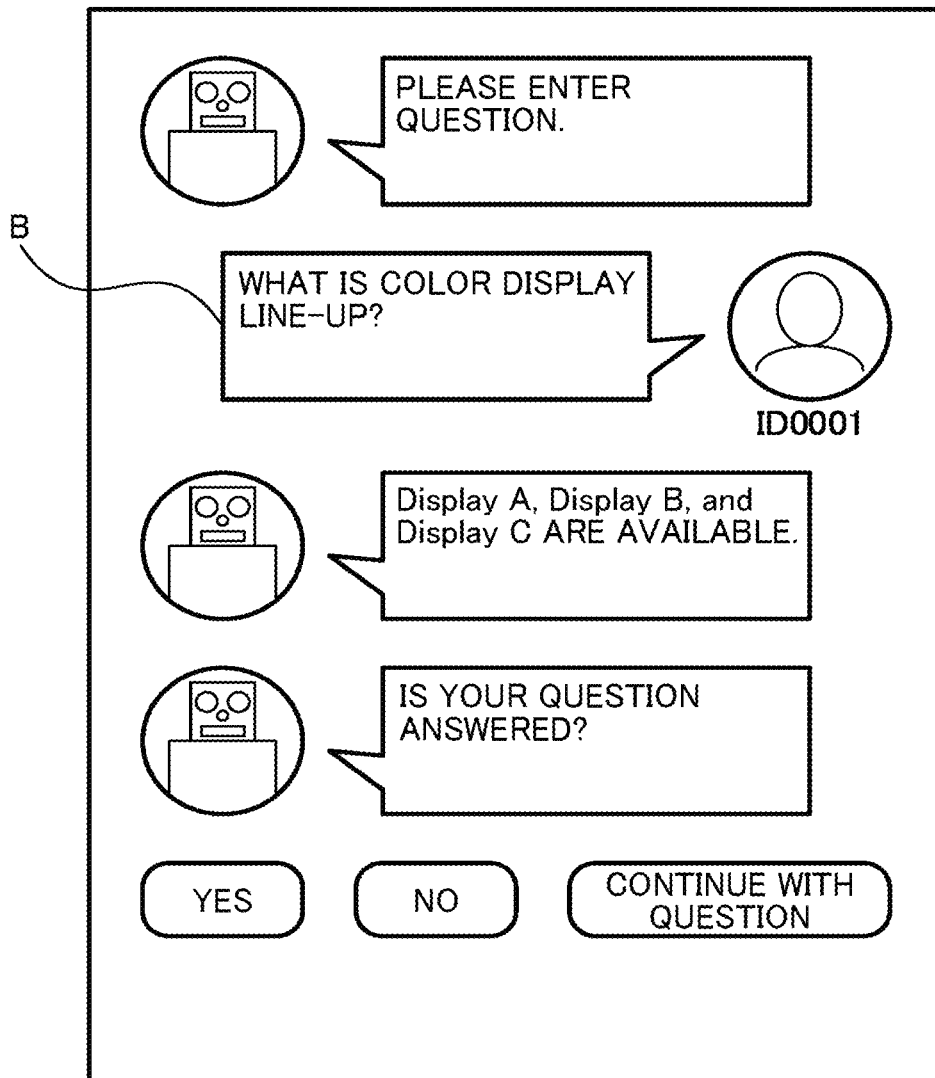 PLEASE ENTER
QUESTION.
B
WHAT IS COLOR DISPLAY
LINE-UP?
ID0001
Display A, Display B, and
Display C ARE AVAILABLE.
IS YOUR QUESTION
ANSWERED?
YES
NO
CONTINUE WITH
QUESTION